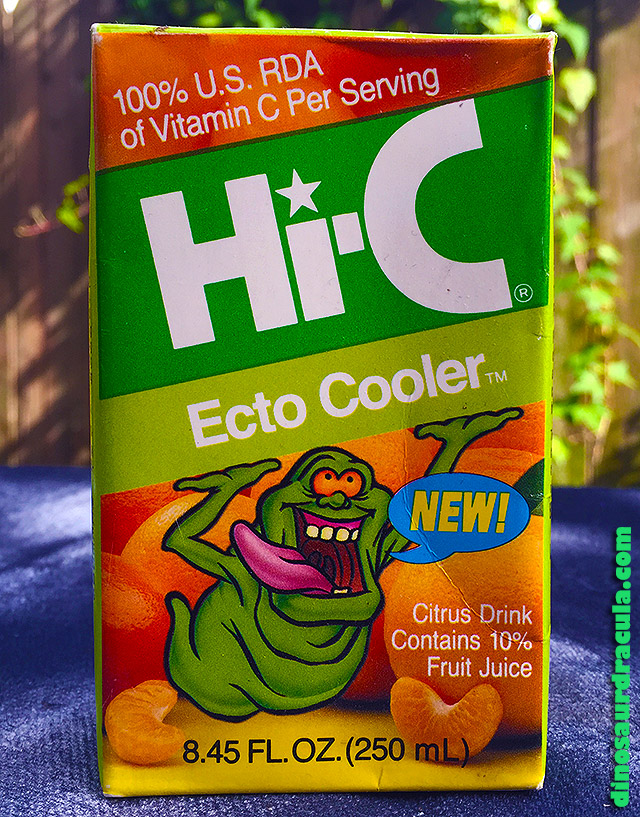 100% U.S. RDA
of Vitamin C Per Serving
Hi-C®
Ecto Cooler™
NEW!
Citrus Drink
Contains 10%
Fruit Juice
8.45 FL. OZ. (250 mL)
dinosaurdracula.com